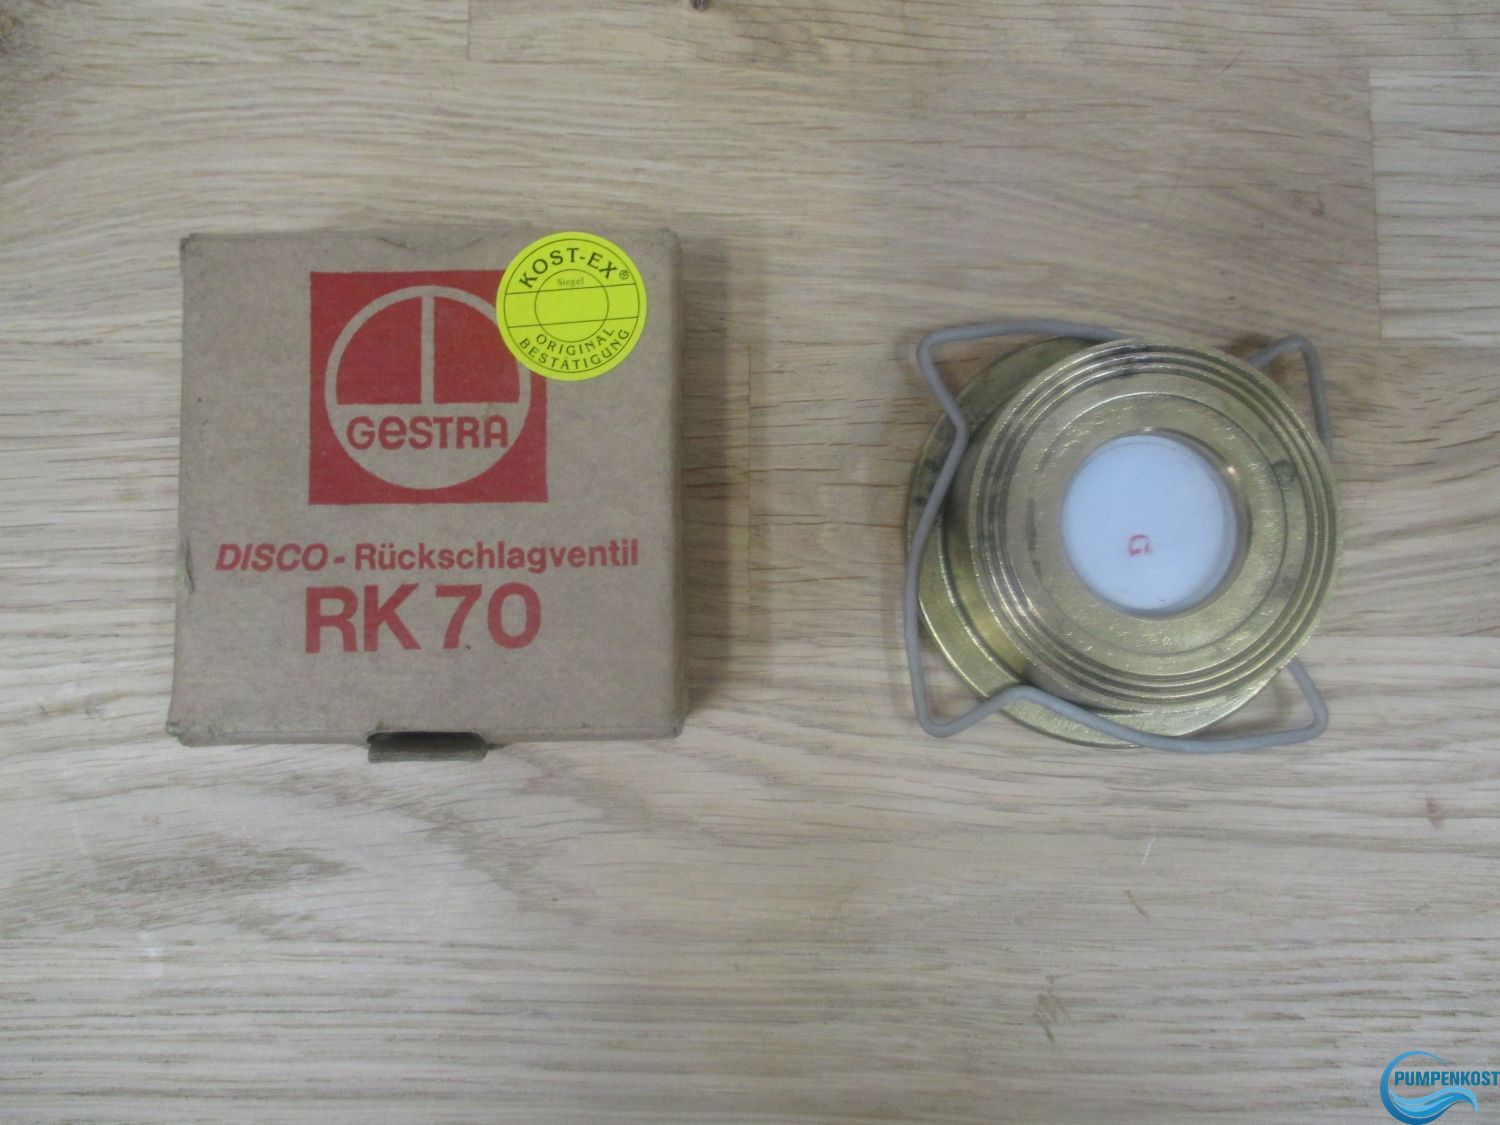 KOST-EX®
Siegel
ORIGINAL
BESTÄTIGUNG
GESTRA
DISCO - Rückschlagventil
RK 70
G
PUMPENKOST